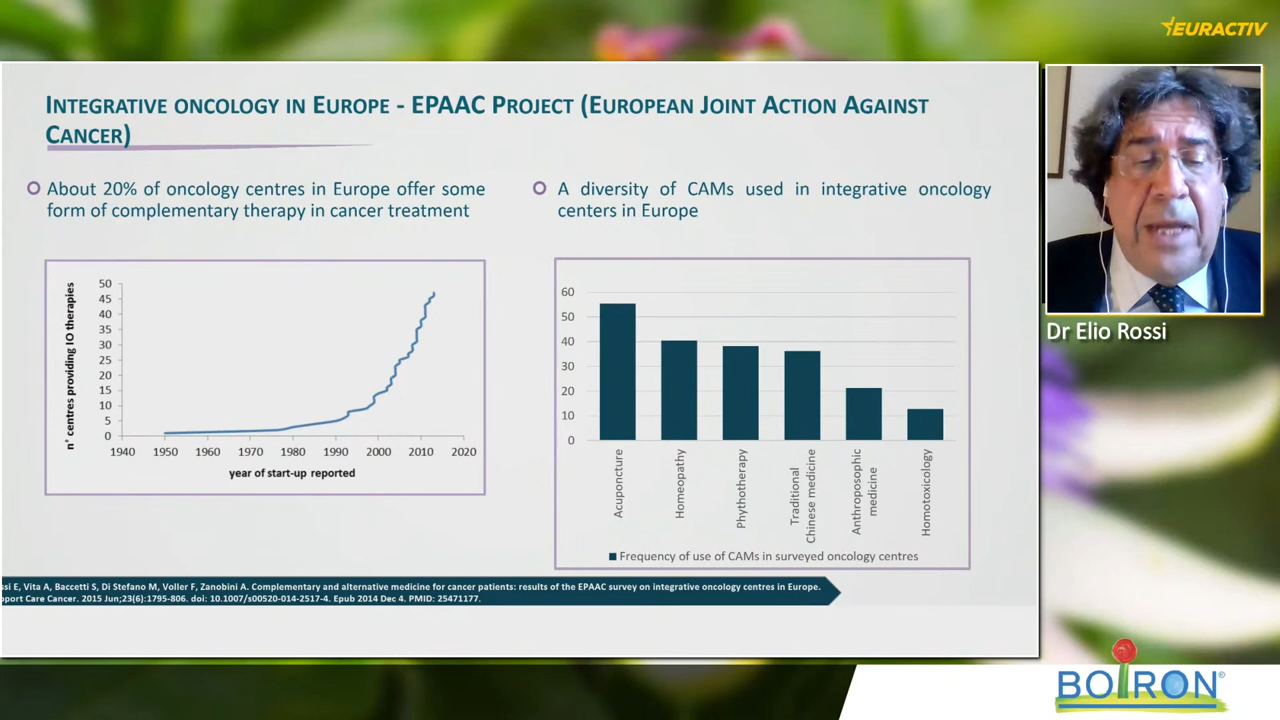 EURACTIV
INTEGRATIVE ONCOLOGY IN EUROPE - EPAAC PROJECT (EUROPEAN JOINT ACTION AGAINST
CANCER)
About 20% of oncology centres in Europe offer some
form of complementary therapy in cancer treatment
A diversity of CAMs used in integrative oncology
centers in Europe
n° centres providing IO therapies
50
45
40
35
30
25
20
15
10
5
0
1940 1950 1960 1970 1980 1990 2000 2010 2020
year of start-up reported
60
50
40
30
20
10
0
Acupuncture
Homeopathy
Phythotherapy
Traditional
Chinese medicine
Anthroposophic
medicine
Homotoxicology
Frequency of use of CAMs in surveyed oncology centres
ssi E, Vita A, Baccetti S, Di Stefano M, Voller F, Zanobini A. Complementary and alternative medicine for cancer patients: results of the EPAAC survey on integrative oncology centres in Europe.
port Care Cancer. 2015 Jun;23(6):1795-806. doi: 10.1007/s00520-014-2517-4. Epub 2014 Dec 4. PMID: 25471177.
Dr Elio Rossi
BOIRON®